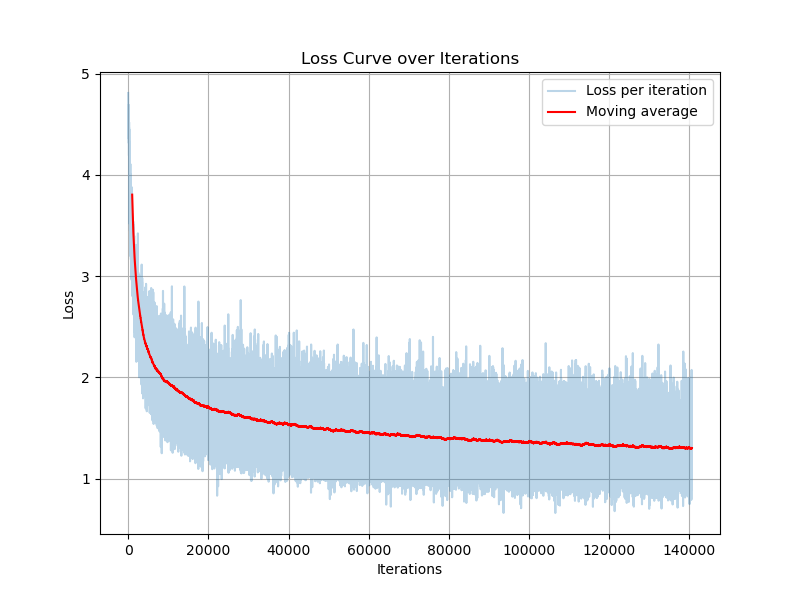 Loss Curve over Iterations
Loss per iteration
Moving average
5
4
3
2
1
Loss
0 20000 40000 60000 80000 100000 120000 140000
Iterations